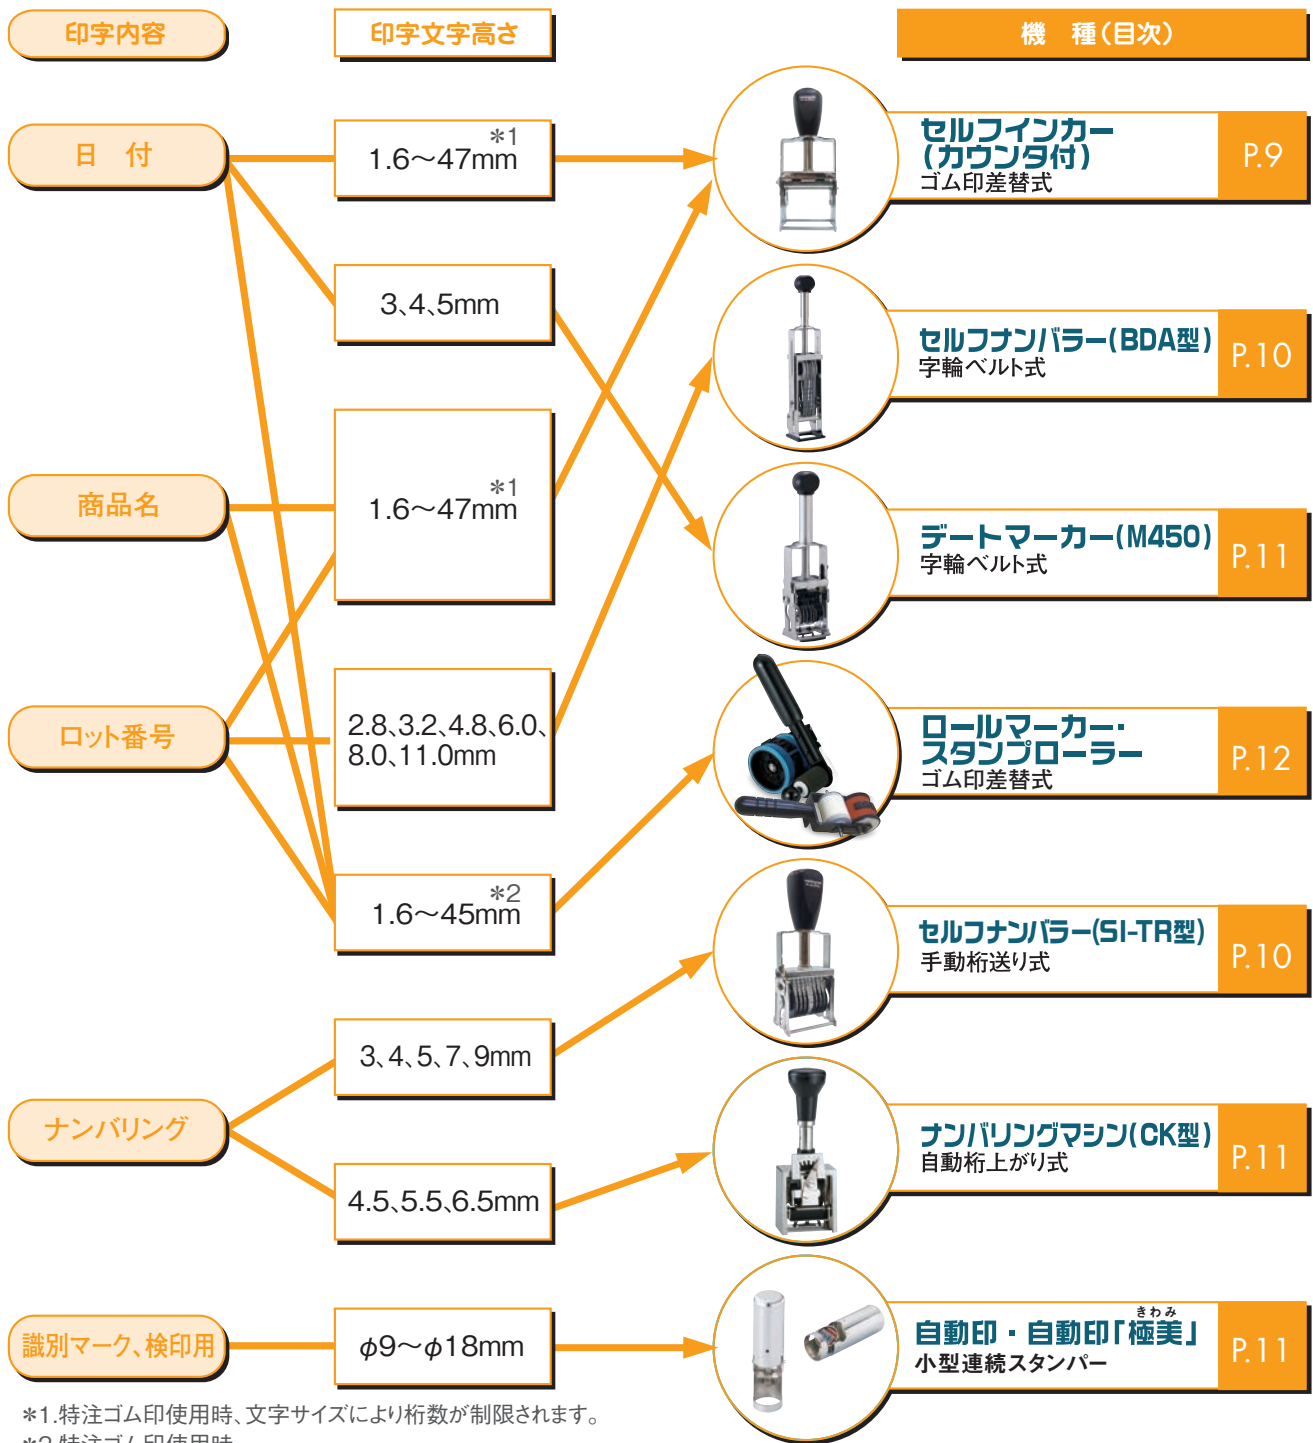 印字内容
印字文字高さ
機 種(目次)
日 付
1.6〜47mm *1
セルフインカー
(カウンタ付)
ゴム印差替式
P.9
3、4、5mm
セルフナンバラー(BDA型)
字輪ベルト式
P.10
商品名
1.6〜47mm *1
デートマーカー(M450)
字輪ベルト式
P.11
ロット番号
2.8、3.2、4.8、6.0、
8.0、11.0mm
ロールマーカー・
スタンプローラー
ゴム印差替式
P.12
1.6〜45mm *2
セルフナンバラー(SI-TR型)
手動桁送り式
P.10
3、4、5、7、9mm
ナンバリング
4.5、5.5、6.5mm
ナンバリングマシン(CK型)
自動桁上がり式
P.11
識別マーク、検印用
φ9〜φ18mm
きわみ
自動印・自動印「極美」
小型連続スタンパー
P.11
*1.特注ゴム印使用時、文字サイズにより桁数が制限されます。
*2.特注ゴム印使用時